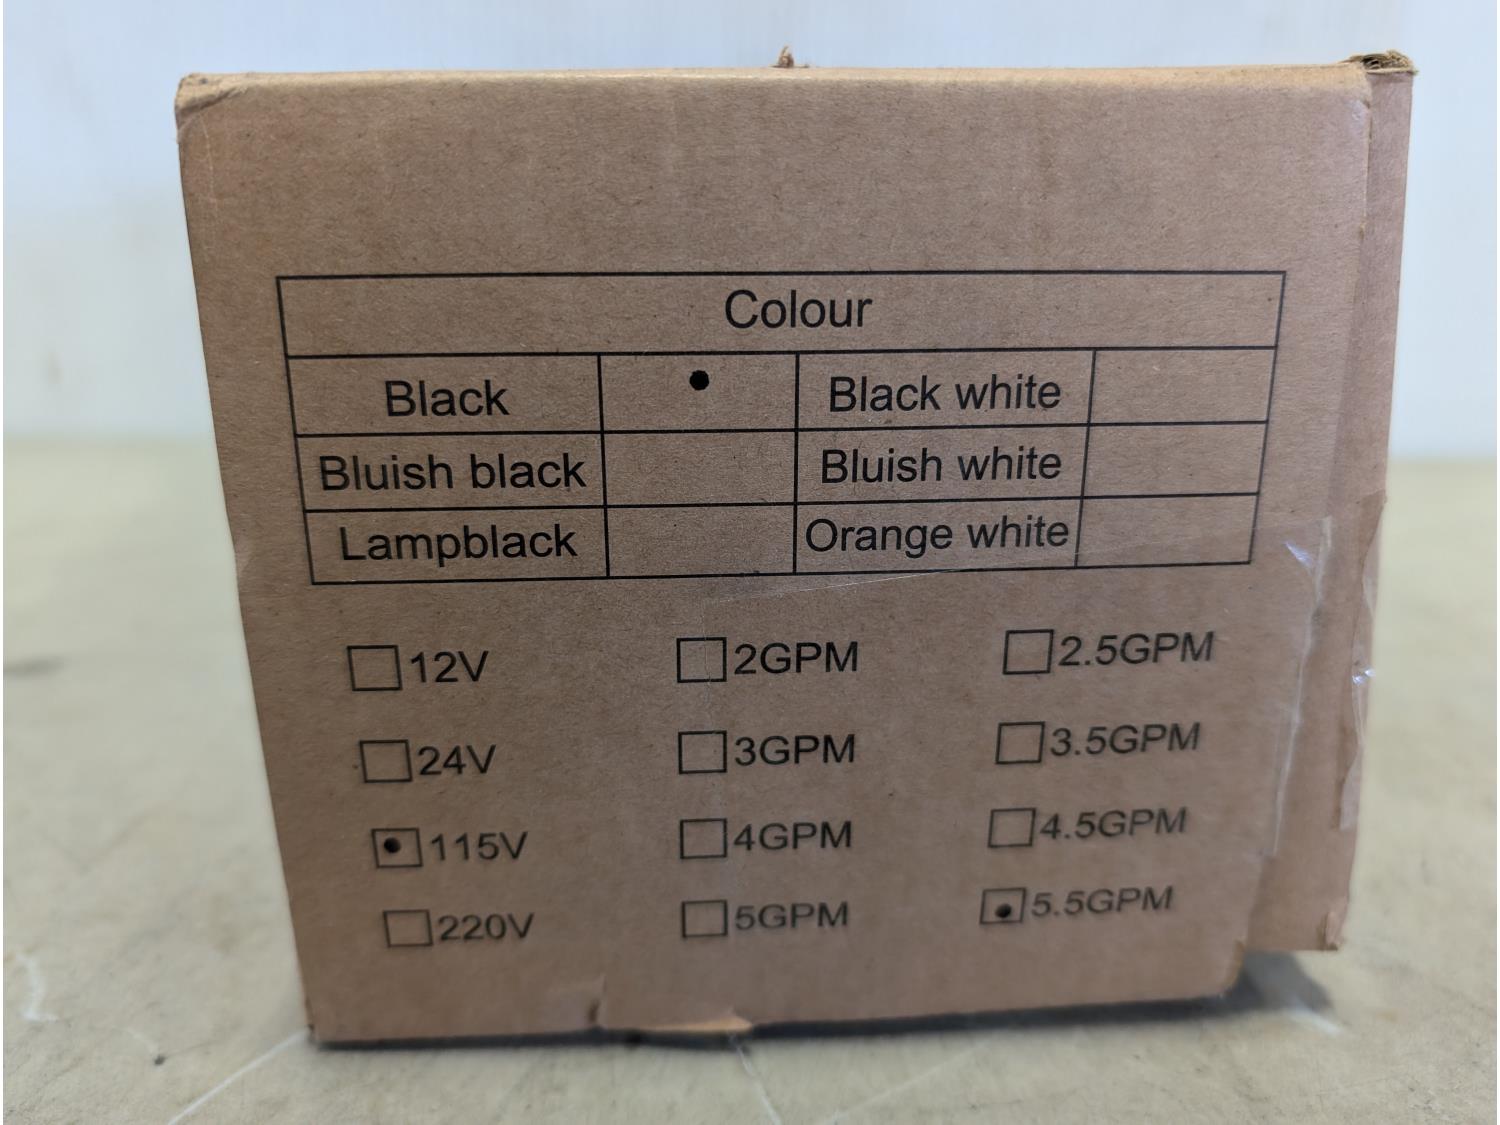 Colour
Black ● Black white
Bluish black Bluish white
Lampblack Orange white
12V 2GPM 2.5GPM
24V 3GPM 3.5GPM
115V 4GPM 4.5GPM
220V 5GPM 5.5GPM